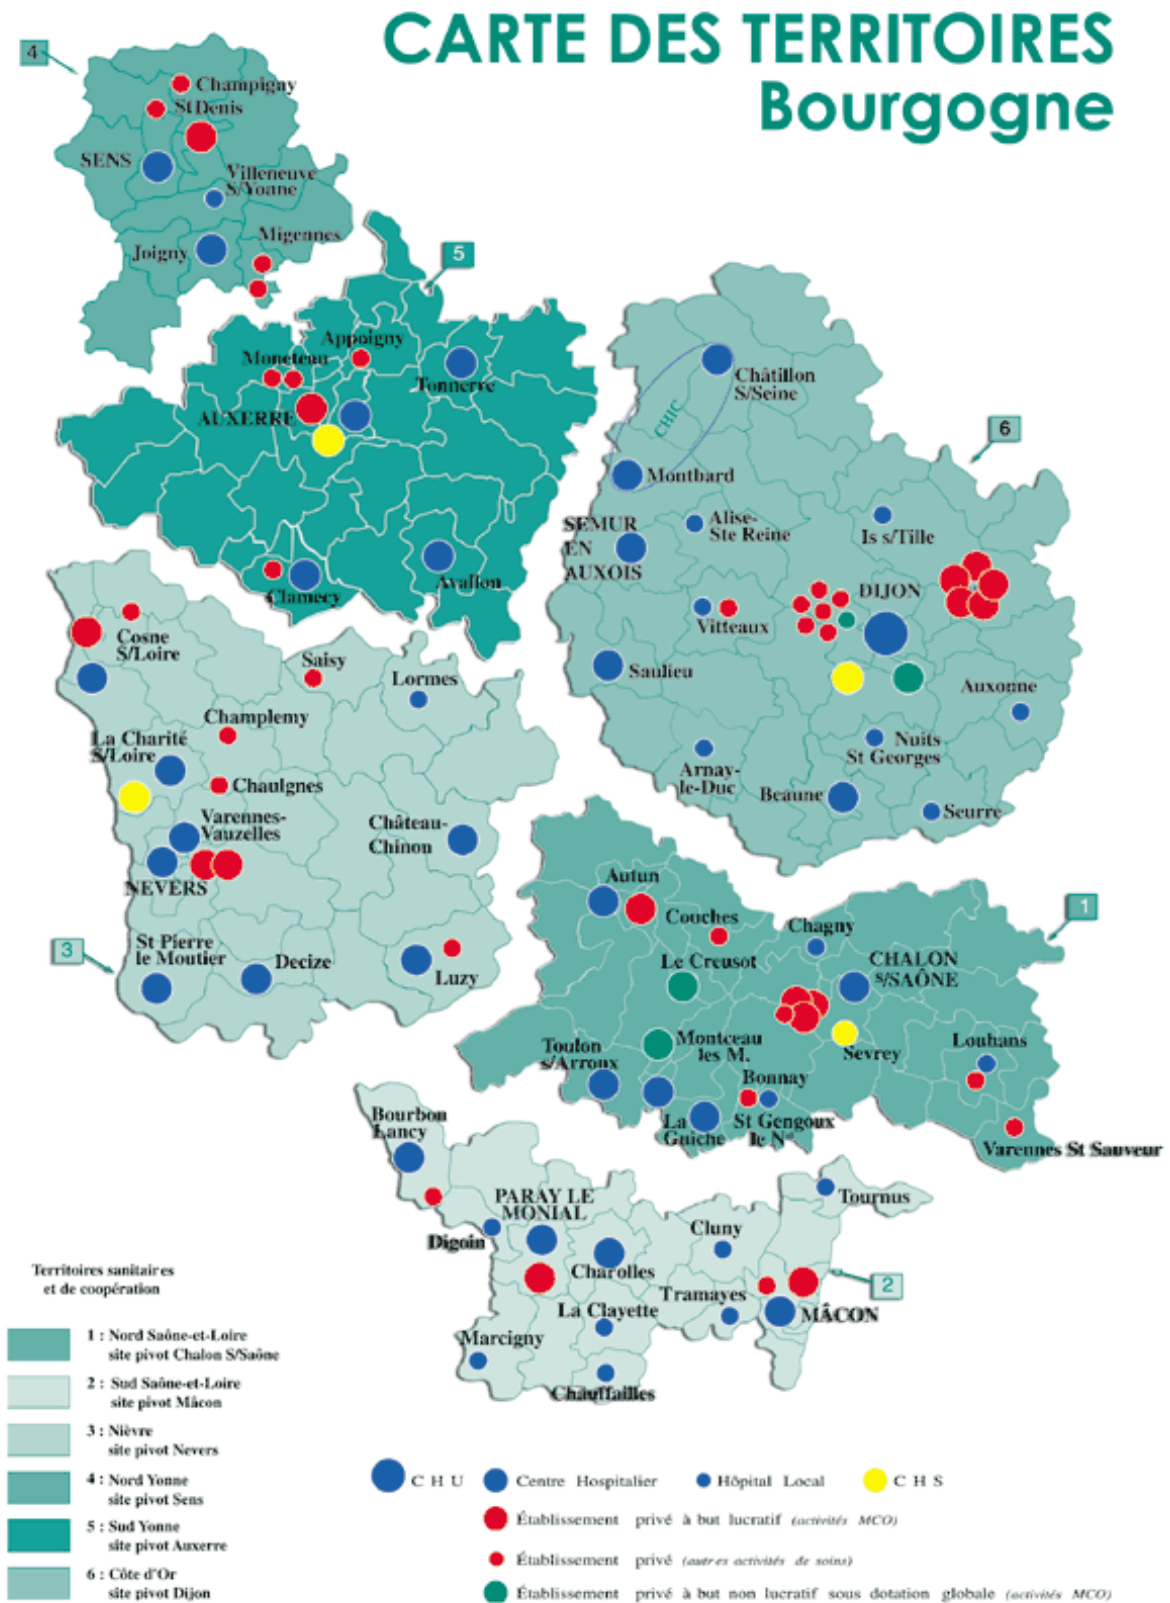 CARTE DES TERRITOIRES
Bourgogne
4
Champigny
St Denis
SENS
Villeneuve
S/Yoane
Joigny
Migennes
5
Appoigny
Moneteau
Tonnerre
AUXERRE
Clamecy
Avallon
6
Châtillon
S/Seine
CHIC
Montbard
SEMUR
EN
AUXOIS
Alise-
Ste Reine
Is s/Tille
DIJON
Vitteaux
Saulieu
Auxonne
Nuits
St Georges
Arnay-
le-Duc
Beaune
Seurre
Cosne
S/Loire
Saisy
Lormes
Champlemy
La Charité
S/Loire
Chaulgnes
Varennes-
Vauzelles
Château-
Chinon
NEVERS
3
St Pierre
le Moutier
Decize
Luzy
1
Autun
Couches
Chagny
Le Creusot
CHALON
s/SAÔNE
Montceau
les M.
Sevrey
Louhans
Toulon
s/Arroux
Bonnay
La
Guiche
St Gengoux
le N
Varennes St Sauveur
Bourbon
Lancy
PARAY LE
MONIAL
Tournus
Digoin
Cluny
Charolles
2
Tramayes
La Clayette
MÂCON
Marcigny
Chauffailles
Territoires sanitaires
et de coopération
1 : Nord Saône-et-Loire
site pivot Chalon S/Saône
2 : Sud Saône-et-Loire
site pivot Mâcon
3 : Nièvre
site pivot Nevers
4 : Nord Yonne
site pivot Sens
5 : Sud Yonne
site pivot Auxerre
6 : Côte d'Or
site pivot Dijon
C H U
Centre Hospitalier
Hôpital Local
C H S
Établissement privé à but lucratif (activités MCO)
Établissement privé (autres activités de soins)
Établissement privé à but non lucratif sous dotation globale (activités MCO)